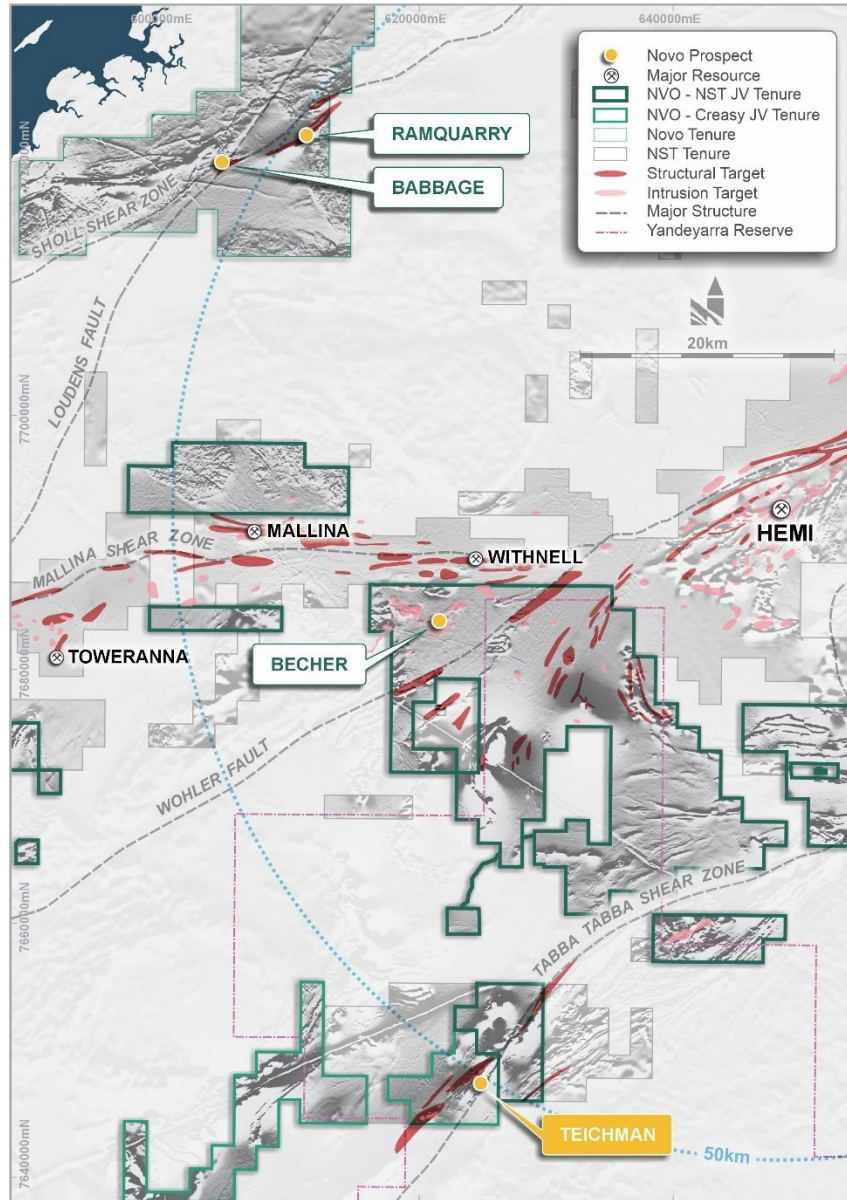 600000mE
620000mE
640000mE
Novo Prospect
Major Resource
NVO - NST JV Tenure
NVO - Creasy JV Tenure
Novo Tenure
NST Tenure
Structural Target
Intrusion Target
Major Structure
Yandeyarra Reserve
RAMQUARRY
BABBAGE
SHOLL SHEAR ZONE
LOUDENS FAULT
20km
7700000mN
MALLINA
HEMI
MALLINA SHEAR ZONE
WITHNELL
TOWERANNA
BECHER
7680000mN
WOHLER FAULT
7660000mN
TABBA TABBA SHEAR ZONE
TEICHMAN
50km
7640000mN